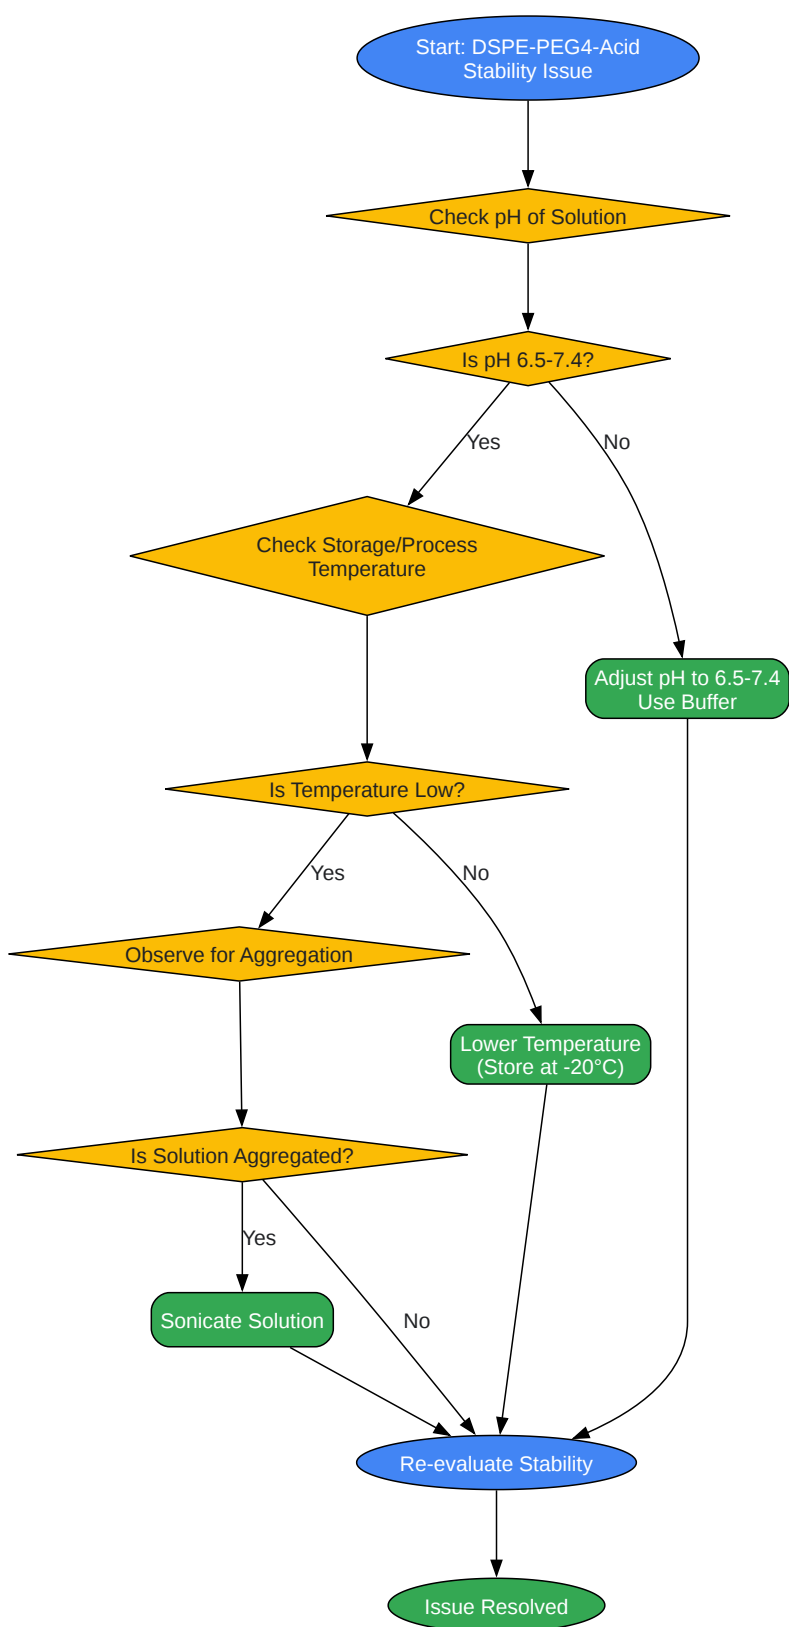 Start: DSPE-PEG4-Acid
Stability Issue
Check pH of Solution
Is pH 6.5-7.4?
Yes
No
Check Storage/Process
Temperature
Adjust pH to 6.5-7.4
Use Buffer
Is Temperature Low?
Yes
No
Observe for Aggregation
Lower Temperature
(Store at -20°C)
Is Solution Aggregated?
Yes
Sonicate Solution
No
Re-evaluate Stability
Issue Resolved